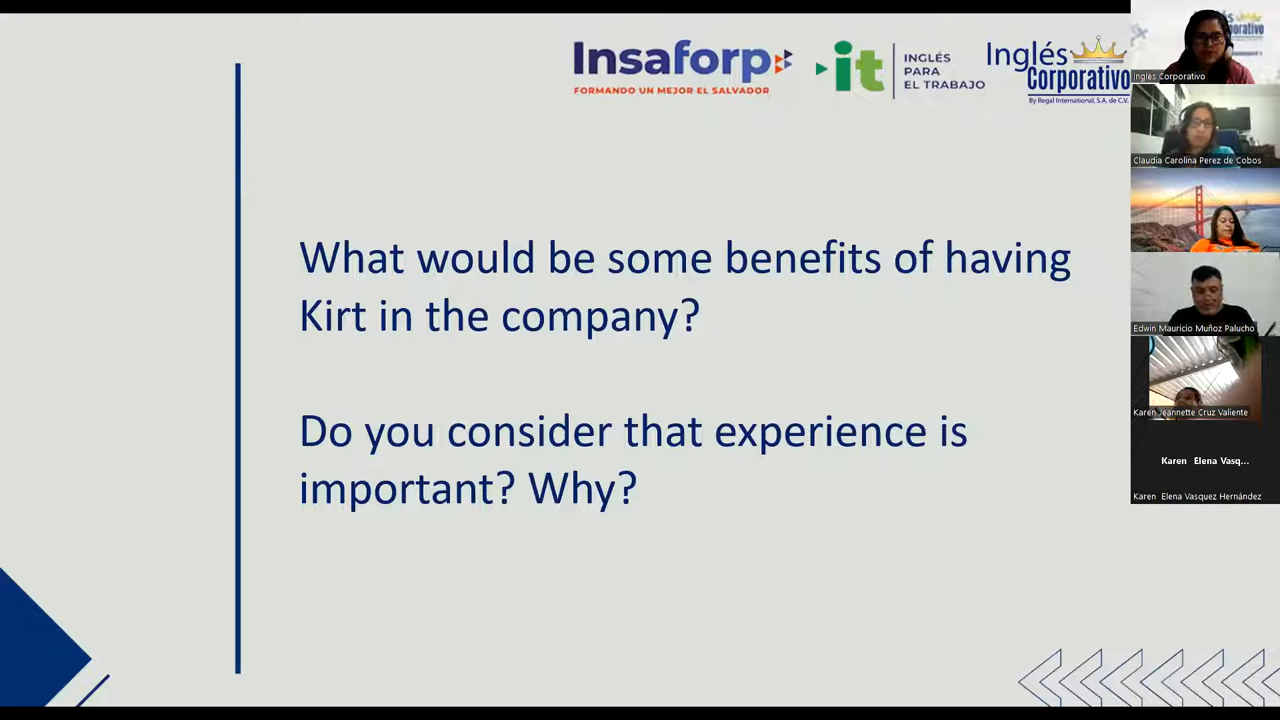 Insaforp
FORMANDO UN MEJOR EL SALVADOR
it
INGLÉS
PARA
EL TRABAJO
Inglés
Corporativo
By Regal International, S.A. de C.V.
What would be some benefits of having
Kirt in the company?
Do you consider that experience is
important? Why?
Inglés Corporativo
Claudia Carolina Perez de Cobos
Edwin Mauricio Muñoz Palucho
Karen Jeannette Cruz Valiente
Karen Elena Vasq...
Karen Elena Vasquez Hernández